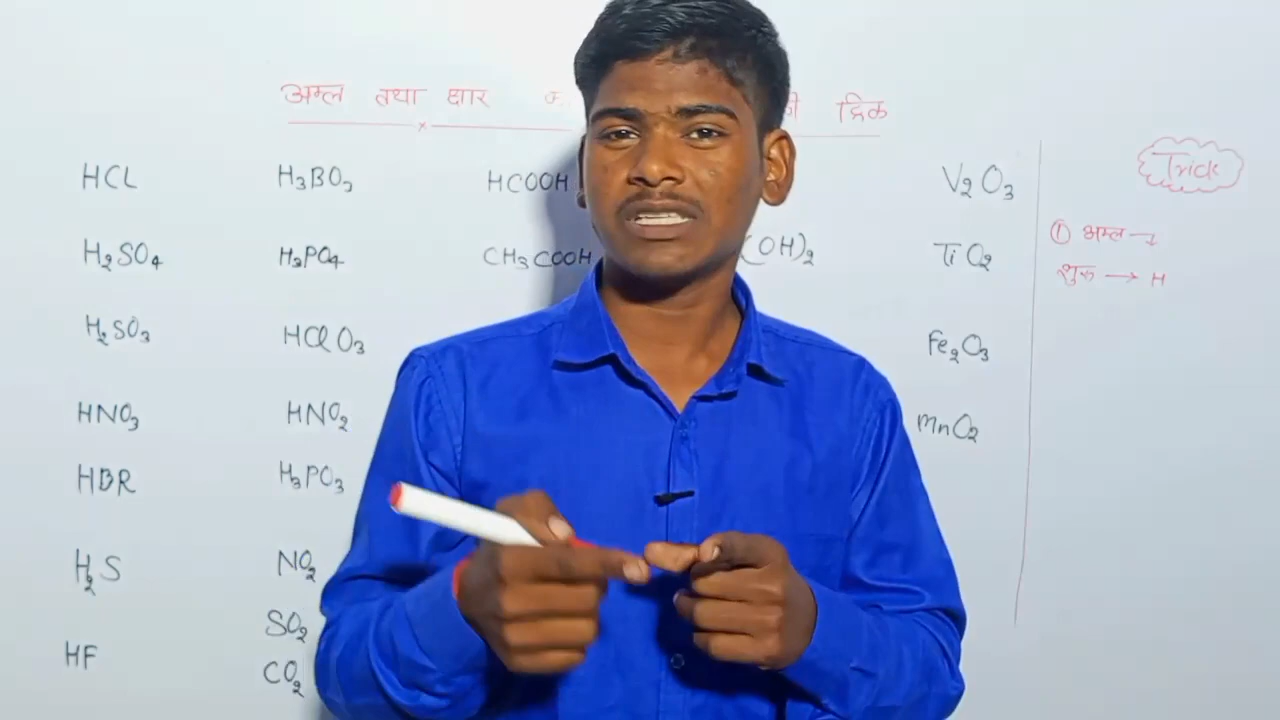 अम्ल तथा क्षार की ट्रिक
HCL
H2SO4
H2SO3
HNO3
HBR
H2S
HF
H3BO3
H3PO4
HClO3
HNO2
H3PO3
NO2
SO2
CO2
HCOOH
CH3COOH
(OH)2
V2O3
TiO2
Fe2O3
MnO2
Trick
① अम्ल →
शुरू → H